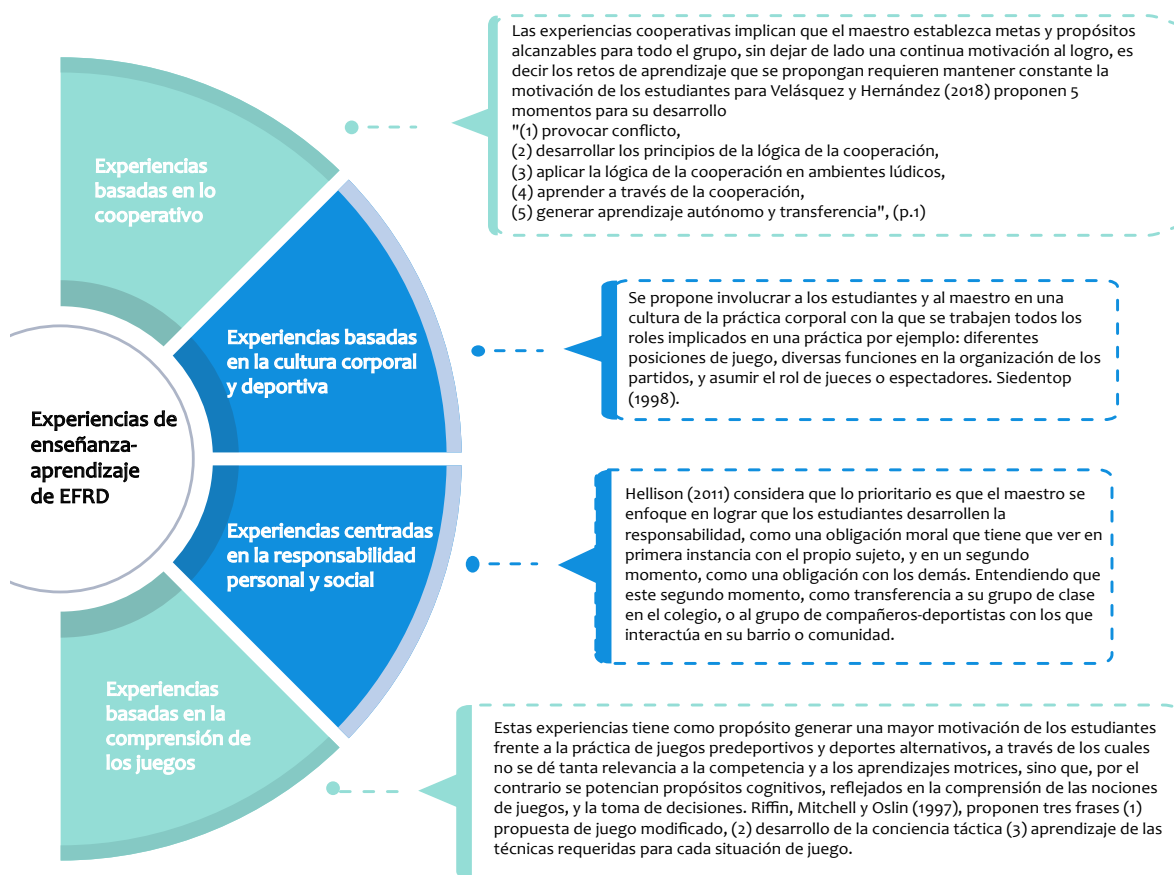 Las experiencias cooperativas implican que el maestro establezca metas y propósitos
alcanzables para todo el grupo, sin dejar de lado una continua motivación al logro, es
decir los retos de aprendizaje que se propongan requieren mantener constante la
motivación de los estudiantes para Velásquez y Hernández (2018) proponen 5
momentos para su desarrollo
"(1) provocar conflicto,
(2) desarrollar los principios de la lógica de la cooperación,
(3) aplicar la lógica de la cooperación en ambientes lúdicos,
(4) aprender a través de la cooperación,
(5) generar aprendizaje autónomo y transferencia", (p.1)
Experiencias
basadas en lo
cooperativo
Experiencias basadas
en la cultura corporal
y deportiva
Se propone involucrar a los estudiantes y al maestro en una
cultura de la práctica corporal con la que se trabajen todos los
roles implicados en una práctica por ejemplo: diferentes
posiciones de juego, diversas funciones en la organización de los
partidos, y asumir el rol de jueces o espectadores. Siedentop
(1998).
Experiencias de
enseñanza-
aprendizaje
de EFRD
Experiencias centradas
en la responsabilidad
personal y social
Hellison (2011) considera que lo prioritario es que el maestro se
enfoque en lograr que los estudiantes desarrollen la
responsabilidad, como una obligación moral que tiene que ver en
primera instancia con el propio sujeto, y en un segundo
momento, como una obligación con los demás. Entendiendo que
este segundo momento, como transferencia a su grupo de clase
en el colegio, o al grupo de compañeros-deportistas con los que
interactúa en su barrio o comunidad.
Experiencias
basadas en la
comprensión de
los juegos
Estas experiencias tiene como propósito generar una mayor motivación de los estudiantes
frente a la práctica de juegos predeportivos y deportes alternativos, a través de los cuales
no se dé tanta relevancia a la competencia y a los aprendizajes motrices, sino que, por el
contrario se potencian propósitos cognitivos, reflejados en la comprensión de las nociones
de juegos, y la toma de decisiones. Riffin, Mitchell y Oslin (1997), proponen tres frases (1)
propuesta de juego modificado, (2) desarrollo de la conciencia táctica (3) aprendizaje de las
técnicas requeridas para cada situación de juego.